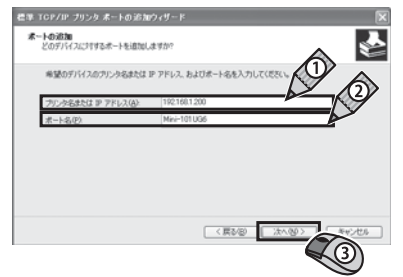 標準 TCP/IP プリンタ ポートの追加ウィザード
ポートの追加
どのデバイスに対するポートを追加しますか?
希望のデバイスのプリンタ名または IP アドレス、およびポート名を入力してください。
①
②
プリンタ名または IP アドレス(A): 192.168.1.200
ポート名(P): Mev-101UG6
< 戻る(B) 次へ(N) > キャンセル
③